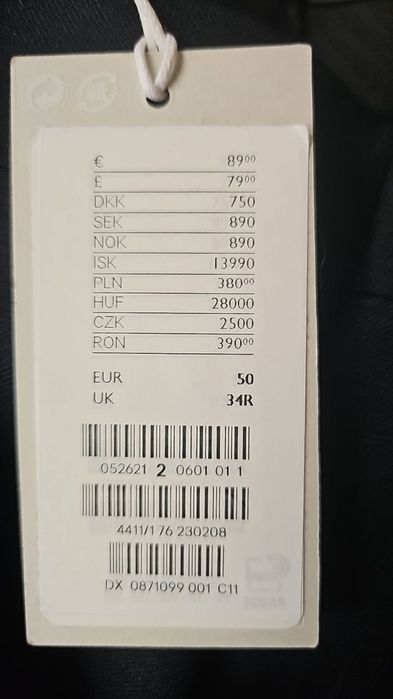 € 89⁰⁰
£ 79⁰⁰
DKK 750
SEK 890
NOK 890
ISK 13990
PLN 380⁰⁰
HUF 28000
CZK 2500
RON 390⁰⁰
EUR 50
UK 34R
052621 2 0601 01 1
4411/176 230208
DX 0871099 001 C11